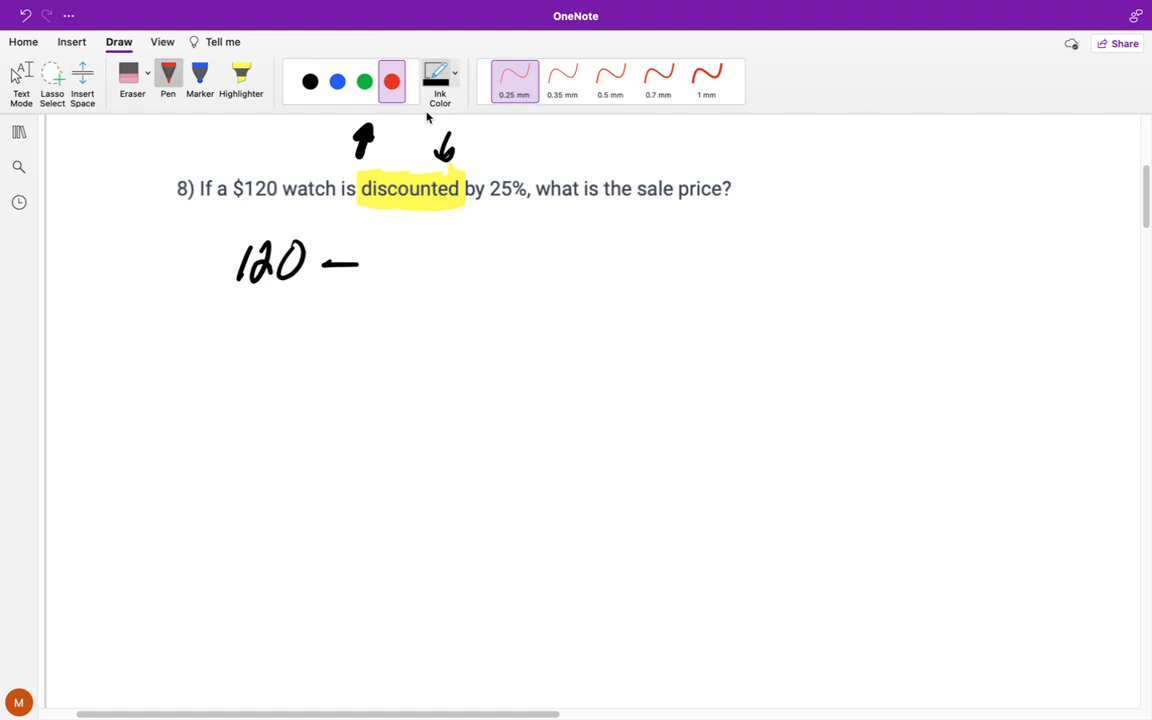 OneNote
Home Insert Draw View Tell me Share
Text Mode Lasso Select Insert Space Eraser Pen Marker Highlighter Ink Color 0.25 mm 0.35 mm 0.5 mm 0.7 mm 1 mm
8) If a $120 watch is discounted by 25%, what is the sale price?
120 –
M